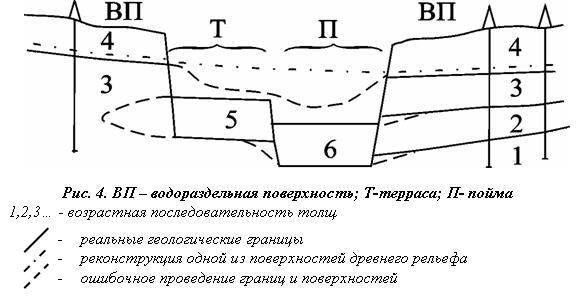 ВП Т П ВП
4 4
3 3
5 2
6 1
Рис. 4. ВП – водораздельная поверхность; Т-терраса; П- пойма
1,2,3... - возрастная последовательность толщ
- реальные геологические границы
- реконструкция одной из поверхностей древнего рельефа
- ошибочное проведение границ и поверхностей